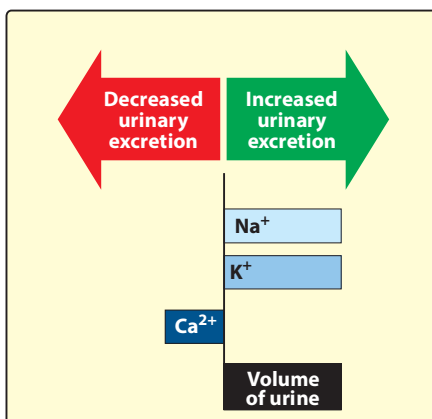 Decreased
urinary
excretion
Increased
urinary
excretion
Na⁺
K⁺
Ca²⁺
Volume
of urine